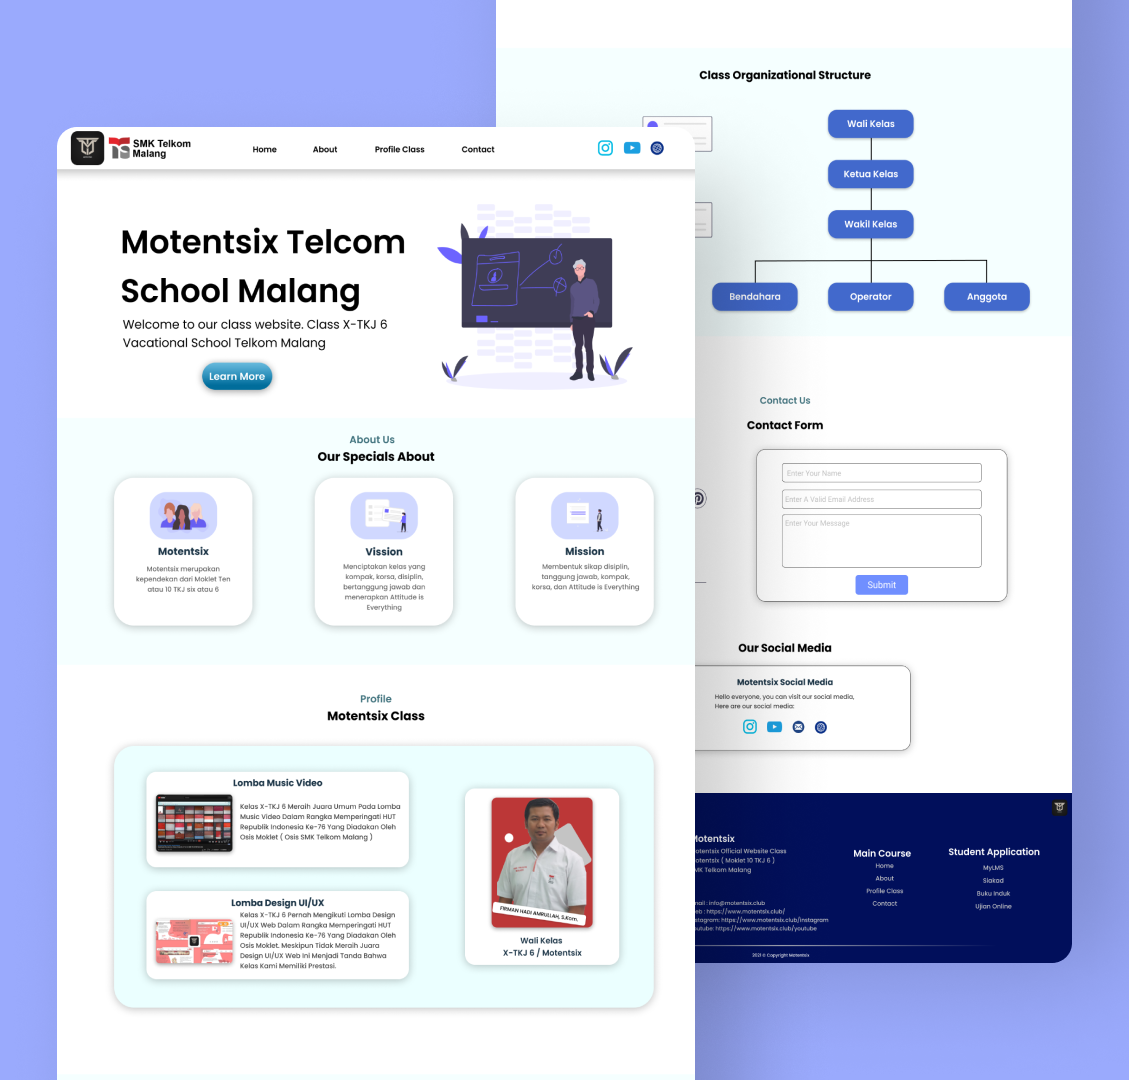 SMK Telkom
Malang
Home
About
Profile Class
Contact
Motentsix Telcom
School Malang
Welcome to our class website. Class X-TKJ 6
Vacational School Telkom Malang
Learn More
About Us
Our Specials About
Motentsix
Motentsix merupakan
kependekan dari Moklet Ten
atau 10 TKJ six atau 6
Vission
Menciptakan kelas yang
kompak, korsa, disiplin,
bertanggung jawab dan
menerapkan Attitude is
Everything
Mission
Membentuk sikap disiplin,
tanggung jawab, kompak,
korsa, dan Attitude is Everything
Profile
Motentsix Class
Lomba Music Video
Kelas X-TKJ 6 Meraih Juara Umum Pada Lomba
Music Video Dalam Rangka Memperingati HUT
Republik Indonesia Ke-76 Yang Diadakan Oleh
Osis Moklet ( Osis SMK Telkom Malang )
Lomba Design UI/UX
Kelas X-TKJ 6 Pernah Mengikuti Lomba Design
UI/UX Web Dalam Rangka Memperingati HUT
Republik Indonesia Ke-76 Yang Diadakan Oleh
Osis Moklet. Meskipun Tidak Meraih Juara
Design UI/UX Web Ini Menjadi Tanda Bahwa
Kelas Kami Memiliki Prestasi.
FIRMAN HADI AMRULLAH, S.Kom.
Wali Kelas
X-TKJ 6 / Motentsix
Class Organizational Structure
Wali Kelas
Ketua Kelas
Wakil Kelas
Bendahara
Operator
Anggota
Contact Us
Contact Form
Enter Your Name
Enter A Valid Email Address
Enter Your Message
Submit
Our Social Media
Motentsix Social Media
Hello everyone, you can visit our social media,
Here are our social media:
Motentsix
otentsix Official Website Class
otentsix ( Moklet 10 TKJ 6 )
MK Telkom Malang
mail : info@motentsix.club
eb : https://www.motentsix.club/
stagram: https://www.motentsix.club/instagram
outube: https://www.motentsix.club/youtube
Main Course
Home
About
Profile Class
Contact
Student Application
MyLMS
Siakad
Buku Induk
Ujian Online
2021 © Copyright Motentsix